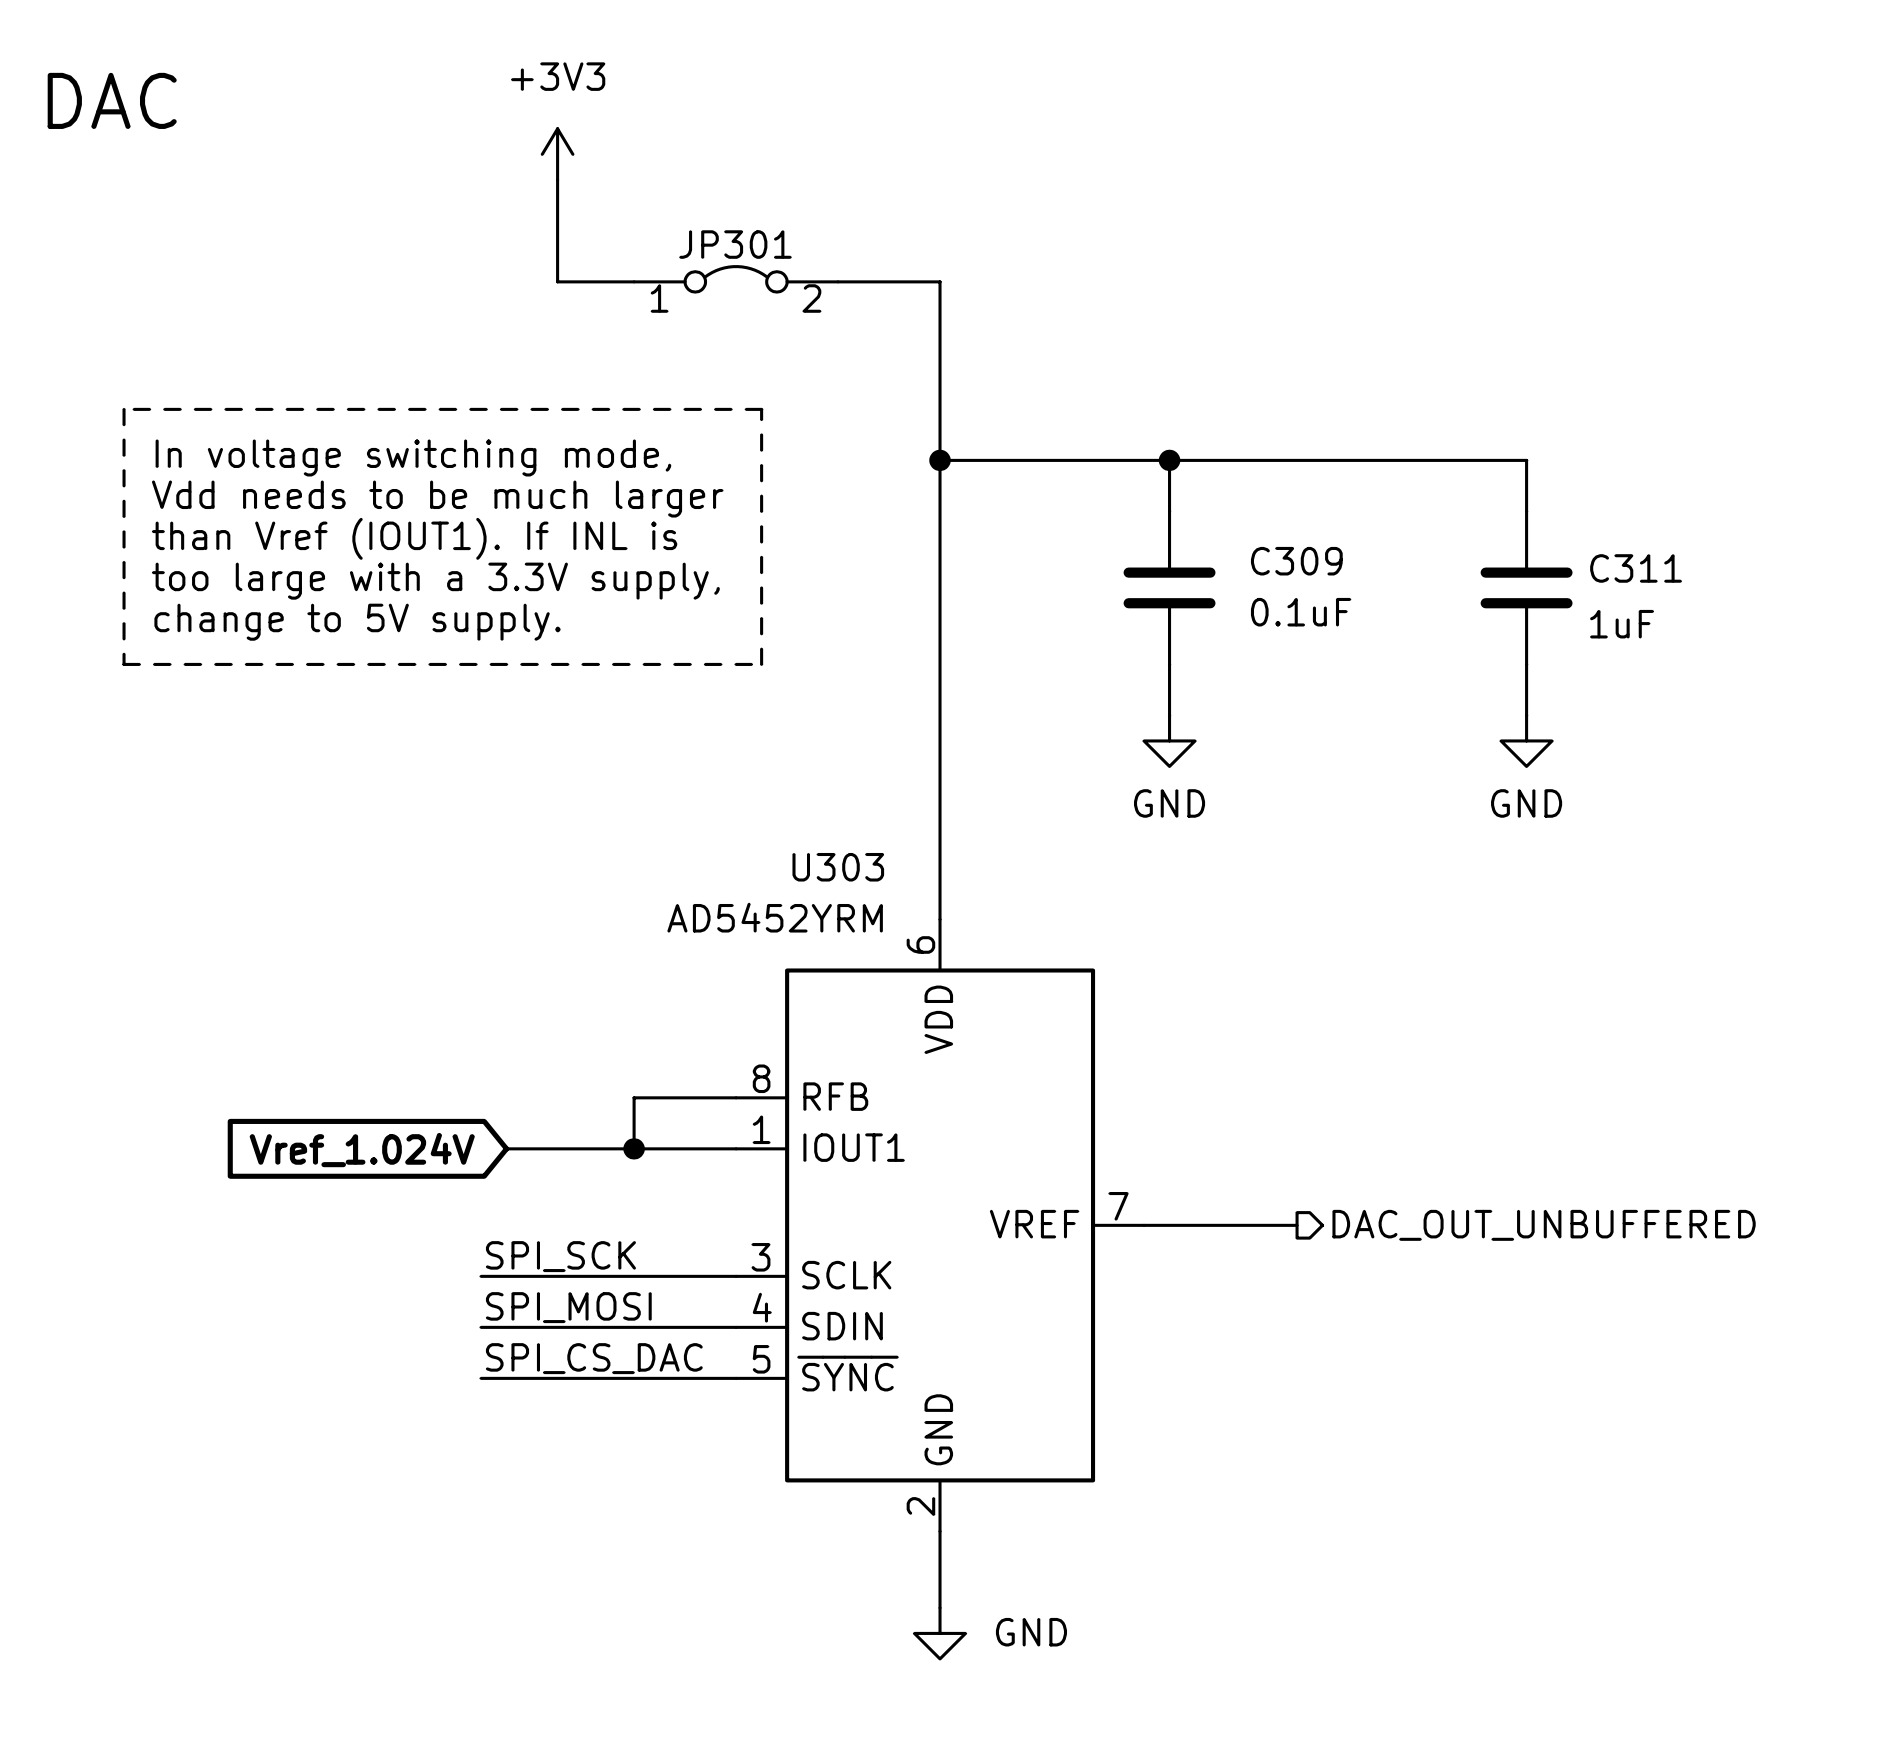 DAC
+3V3
JP301
1
2
In voltage switching mode,
Vdd needs to be much larger
than Vref (IOUT1). If INL is
too large with a 3.3V supply,
change to 5V supply.
C309
0.1uF
C311
1uF
GND
GND
U303
AD5452YRM
6
VDD
8
RFB
Vref_1.024V
1
IOUT1
7
VREF
DAC_OUT_UNBUFFERED
SPI_SCK
3
SCLK
SPI_MOSI
4
SDIN
SPI_CS_DAC
5
SYNC
GND
2
GND